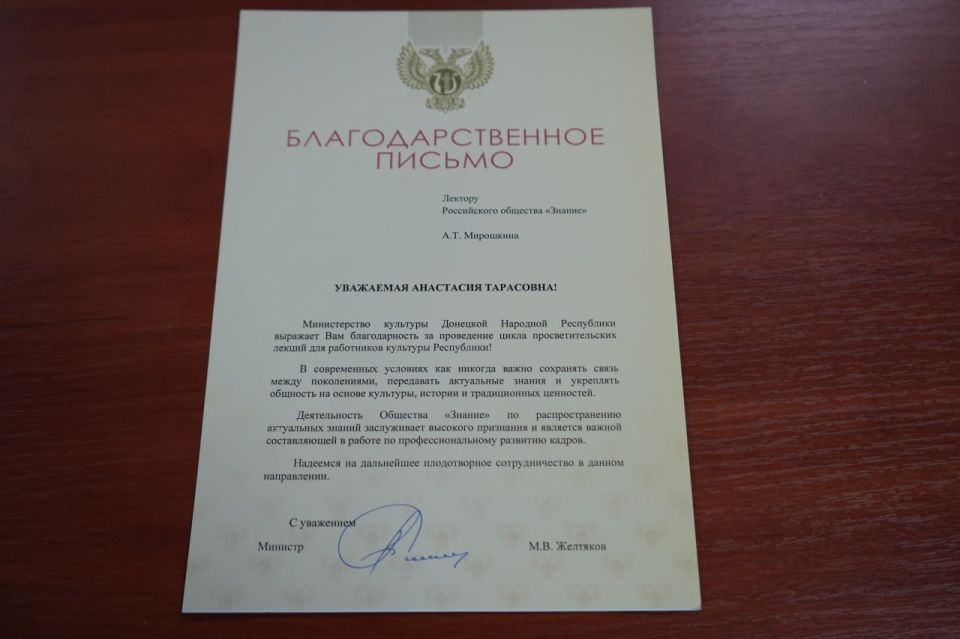 БЛАГОДАРСТВЕННОЕ
ПИСЬМО
Лектору
Российского общества «Знание»
А.Т. Мирошкина
УВАЖАЕМАЯ АНАСТАСИЯ ТАРАСОВНА!
Министерство культуры Донецкой Народной Республики
выражает Вам благодарность за проведение цикла просветительских
лекций для работников культуры Республики!
В современных условиях как никогда важно сохранять связь
между поколениями, передавать актуальные знания и укреплять
общность на основе культуры, истории и традиционных ценностей.
Деятельность Общества «Знание» по распространению
актуальных знаний заслуживает высокого признания и является важной
составляющей в работе по профессиональному развитию кадров.
Надеемся на дальнейшее плодотворное сотрудничество в данном
направлении.
С уважением
Министр М.В. Желтяков